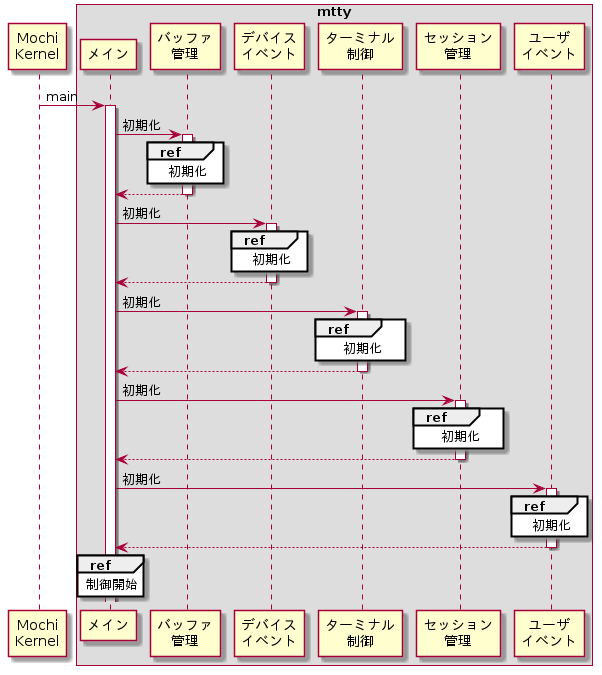 mtty
Mochi
Kernel
メイン
バッファ
管理
デバイス
イベント
ターミナル
制御
セッション
管理
ユーザ
イベント
main
初期化
ref
初期化
初期化
ref
初期化
初期化
ref
初期化
初期化
ref
初期化
初期化
ref
初期化
ref
制御開始
Mochi
Kernel
メイン
バッファ
管理
デバイス
イベント
ターミナル
制御
セッション
管理
ユーザ
イベント